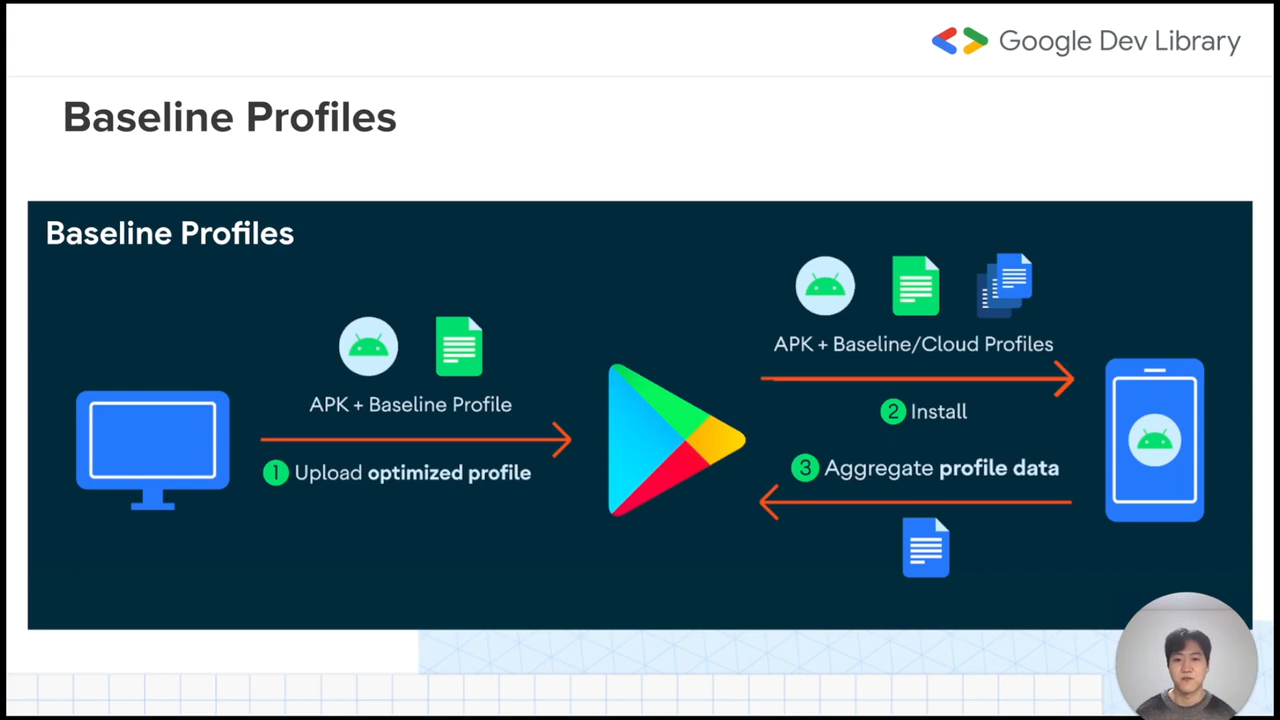 Google Dev Library
Baseline Profiles
Baseline Profiles
APK + Baseline Profile
1 Upload optimized profile
APK + Baseline/Cloud Profiles
2 Install
3 Aggregate profile data